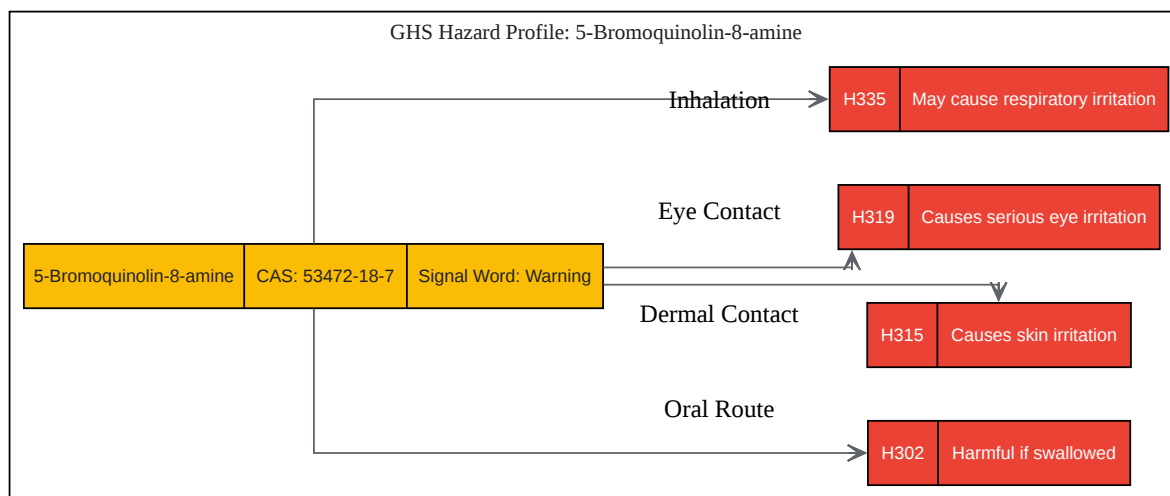 GHS Hazard Profile: 5-Bromoquinolin-8-amine
Inhalation
H335
May cause respiratory irritation
Eye Contact
H319
Causes serious eye irritation
5-Bromoquinolin-8-amine
CAS: 53472-18-7
Signal Word: Warning
Dermal Contact
H315
Causes skin irritation
Oral Route
H302
Harmful if swallowed